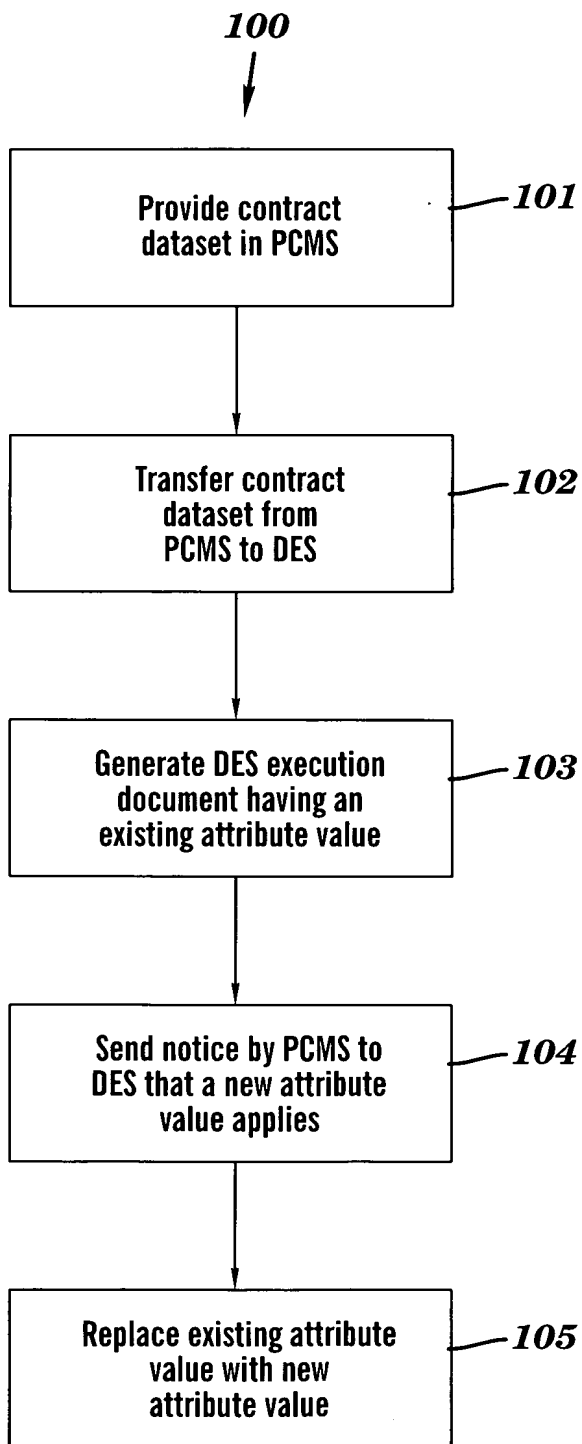 100
Provide contract
dataset in PCMS
101
Transfer contract
dataset from
PCMS to DES
102
Generate DES execution
document having an
existing attribute value
103
Send notice by PCMS to
DES that a new attribute
value applies
104
Replace existing attribute
value with new
attribute value
105